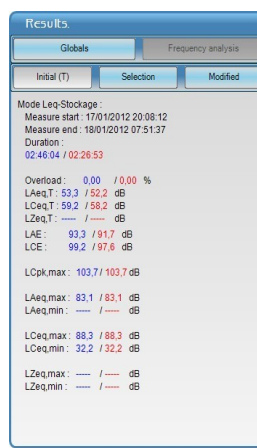 Results.
Globals Frequency analysis
Initial (T) Selection Modified
Mode Leq-Stockage :
Measure start : 17/01/2012 20:08:12
Measure end : 18/01/2012 07:51:37
Duration :
02:46:04 / 02:26:53
Overload : 0,00 / 0,00 %
LAeq,T : 53,3 / 52,2 dB
LCeq,T : 59,2 / 58,2 dB
LZeq,T : ----- / ----- dB
LAE : 93,3 / 91,7 dB
LCE : 99,2 / 97,6 dB
LCpk,max : 103,7 / 103,7 dB
LAeq,max : 83,1 / 83,1 dB
LAeq,min : ----- / ----- dB
LCeq,max : 88,3 / 88,3 dB
LCeq,min : 32,2 / 32,2 dB
LZeq,max : ----- / ----- dB
LZeq,min : ----- / ----- dB